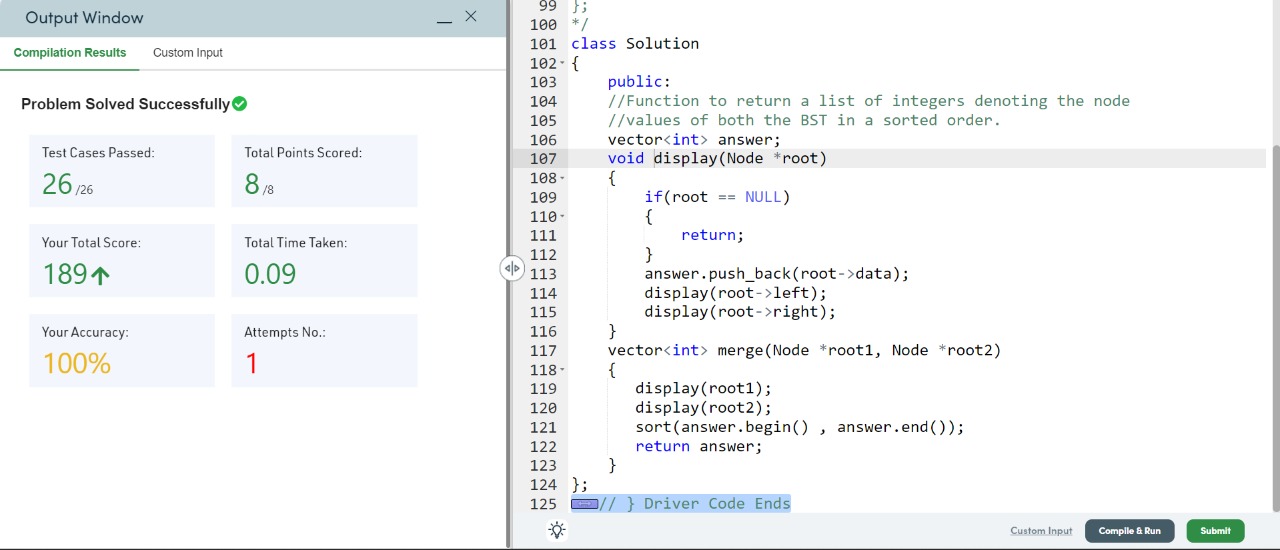 Output Window
Compilation Results Custom Input
Problem Solved Successfully
Test Cases Passed: Total Points Scored:
26 /26 8 /8
Your Total Score: Total Time Taken:
189 0.09
Your Accuracy: Attempts No.:
100% 1
99 };
100 */
101 class Solution
102 {
103 public:
104 //Function to return a list of integers denoting the node
105 //values of both the BST in a sorted order.
106 vector<int> answer;
107 void display(Node *root)
108 {
109 if(root == NULL)
110 {
111 return;
112 }
113 answer.push_back(root->data);
114 display(root->left);
115 display(root->right);
116 }
117 vector<int> merge(Node *root1, Node *root2)
118 {
119 display(root1);
120 display(root2);
121 sort(answer.begin() , answer.end());
122 return answer;
123 }
124 };
125 // } Driver Code Ends
Custom Input Compile & Run Submit